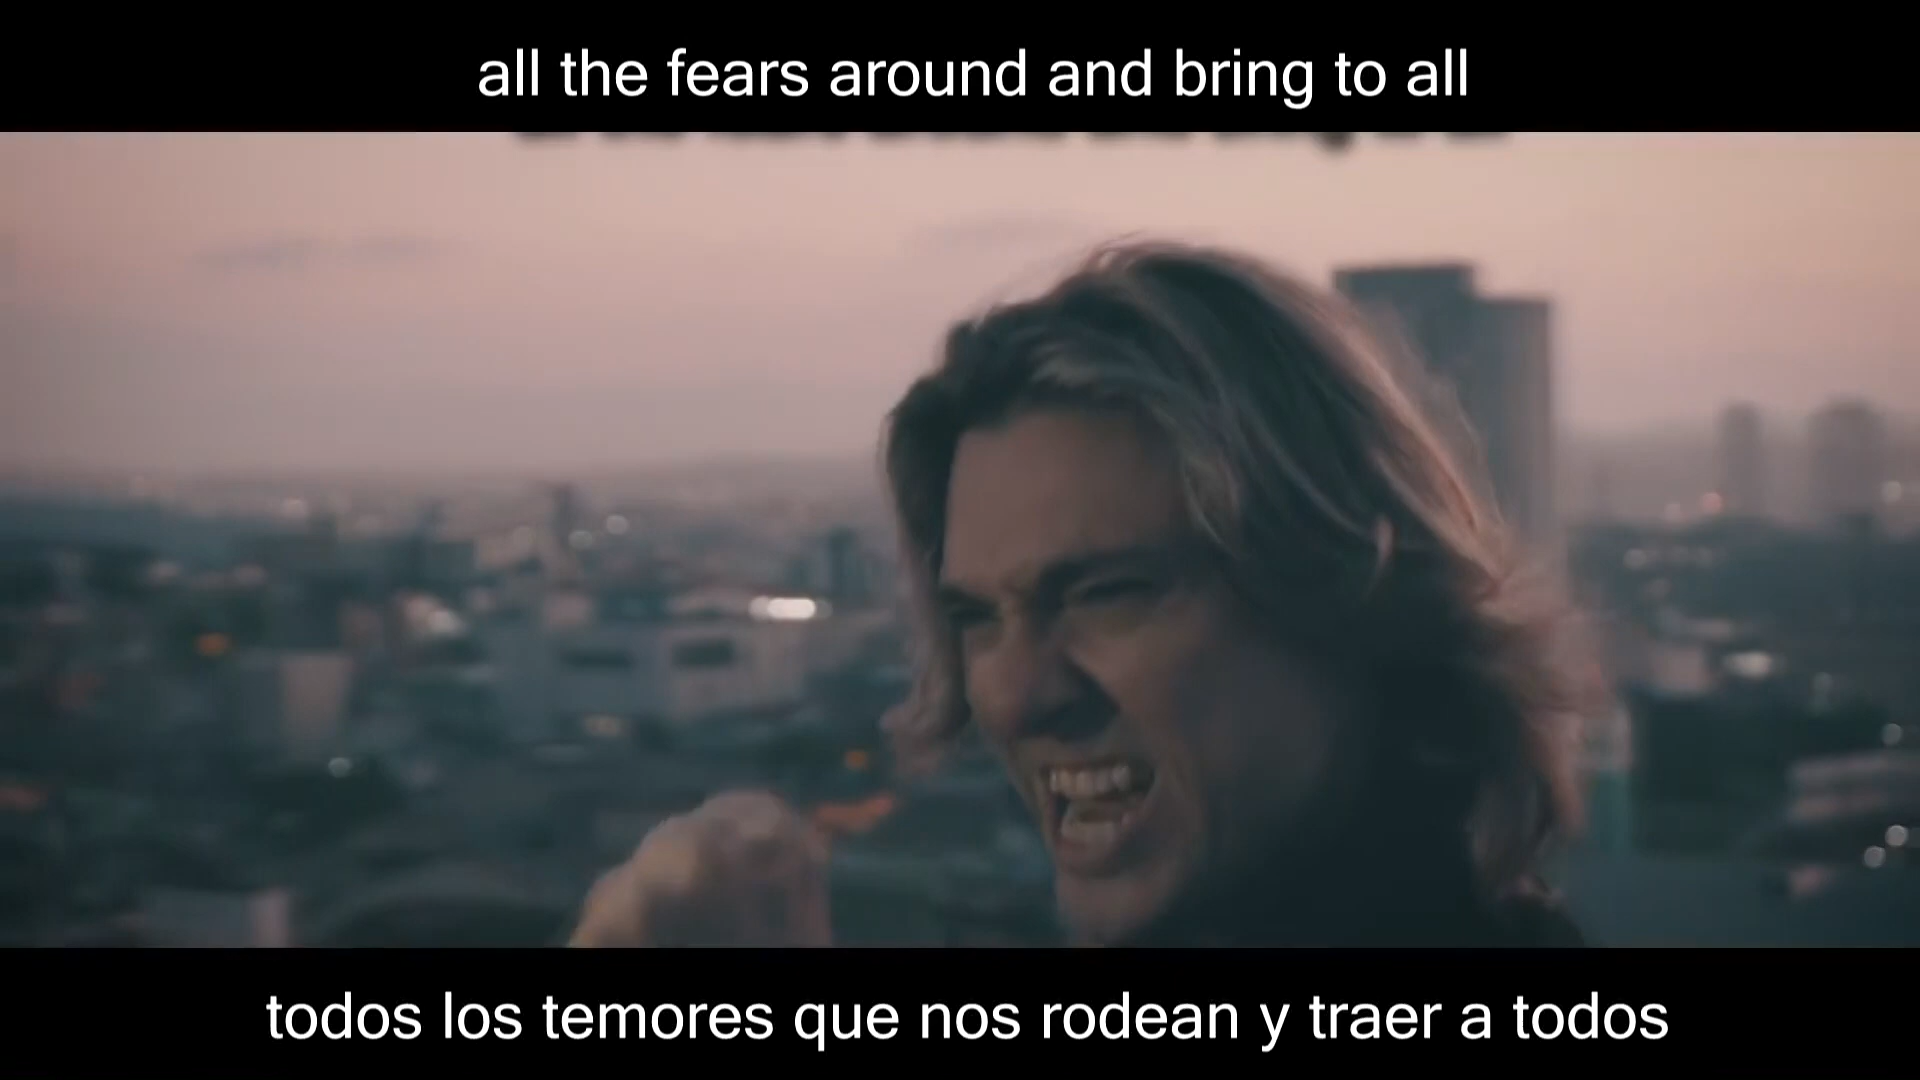 all the fears around and bring to all
todos los temores que nos rodean y traer a todos